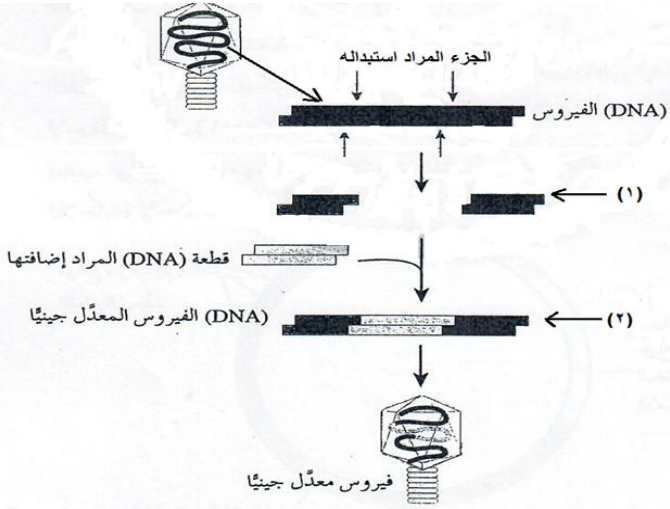 الجزء المراد استبداله
(DNA) الفيروس
(١)
قطعة (DNA) المراد إضافتها
(DNA) الفيروس المعدَّل جينيًّا
(٢)
فيروس معدَّل جينيًّا